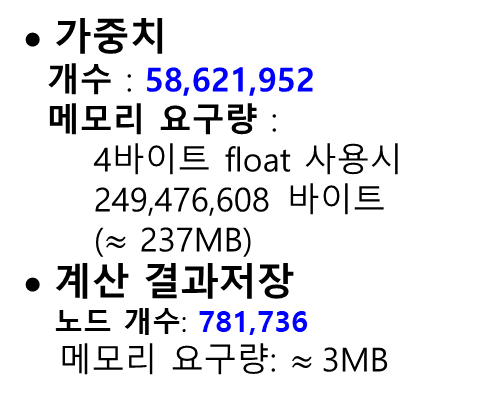 • 가중치
개수 : 58,621,952
메모리 요구량 :
4바이트 float 사용시
249,476,608 바이트
(≈ 237MB)
• 계산 결과저장
노드 개수: 781,736
메모리 요구량: ≈ 3MB